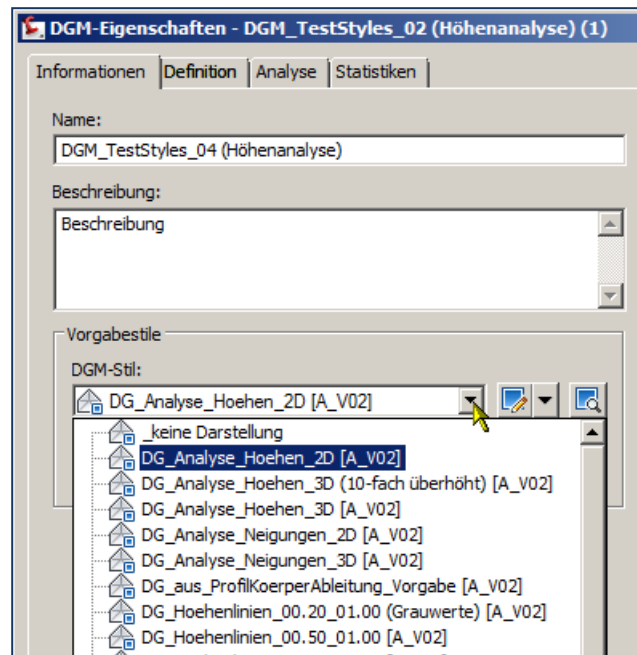 DGM-Eigenschaften - DGM_TestStyles_02 (Höhenanalyse) (1)
Informationen Definition Analyse Statistiken
Name:
DGM_TestStyles_04 (Höhenanalyse)
Beschreibung:
Beschreibung
Vorgabestile
DGM-Stil:
DG_Analyse_Hoehen_2D [A_V02]
_keine Darstellung
DG_Analyse_Hoehen_2D [A_V02]
DG_Analyse_Hoehen_3D (10-fach überhöht) [A_V02]
DG_Analyse_Hoehen_3D [A_V02]
DG_Analyse_Neigungen_2D [A_V02]
DG_Analyse_Neigungen_3D [A_V02]
DG_aus_ProfilKoerperAbleitung_Vorgabe [A_V02]
DG_Hoehenlinien_00.20_01.00 (Grauwerte) [A_V02]
DG_Hoehenlinien_00.50_01.00 [A_V02]